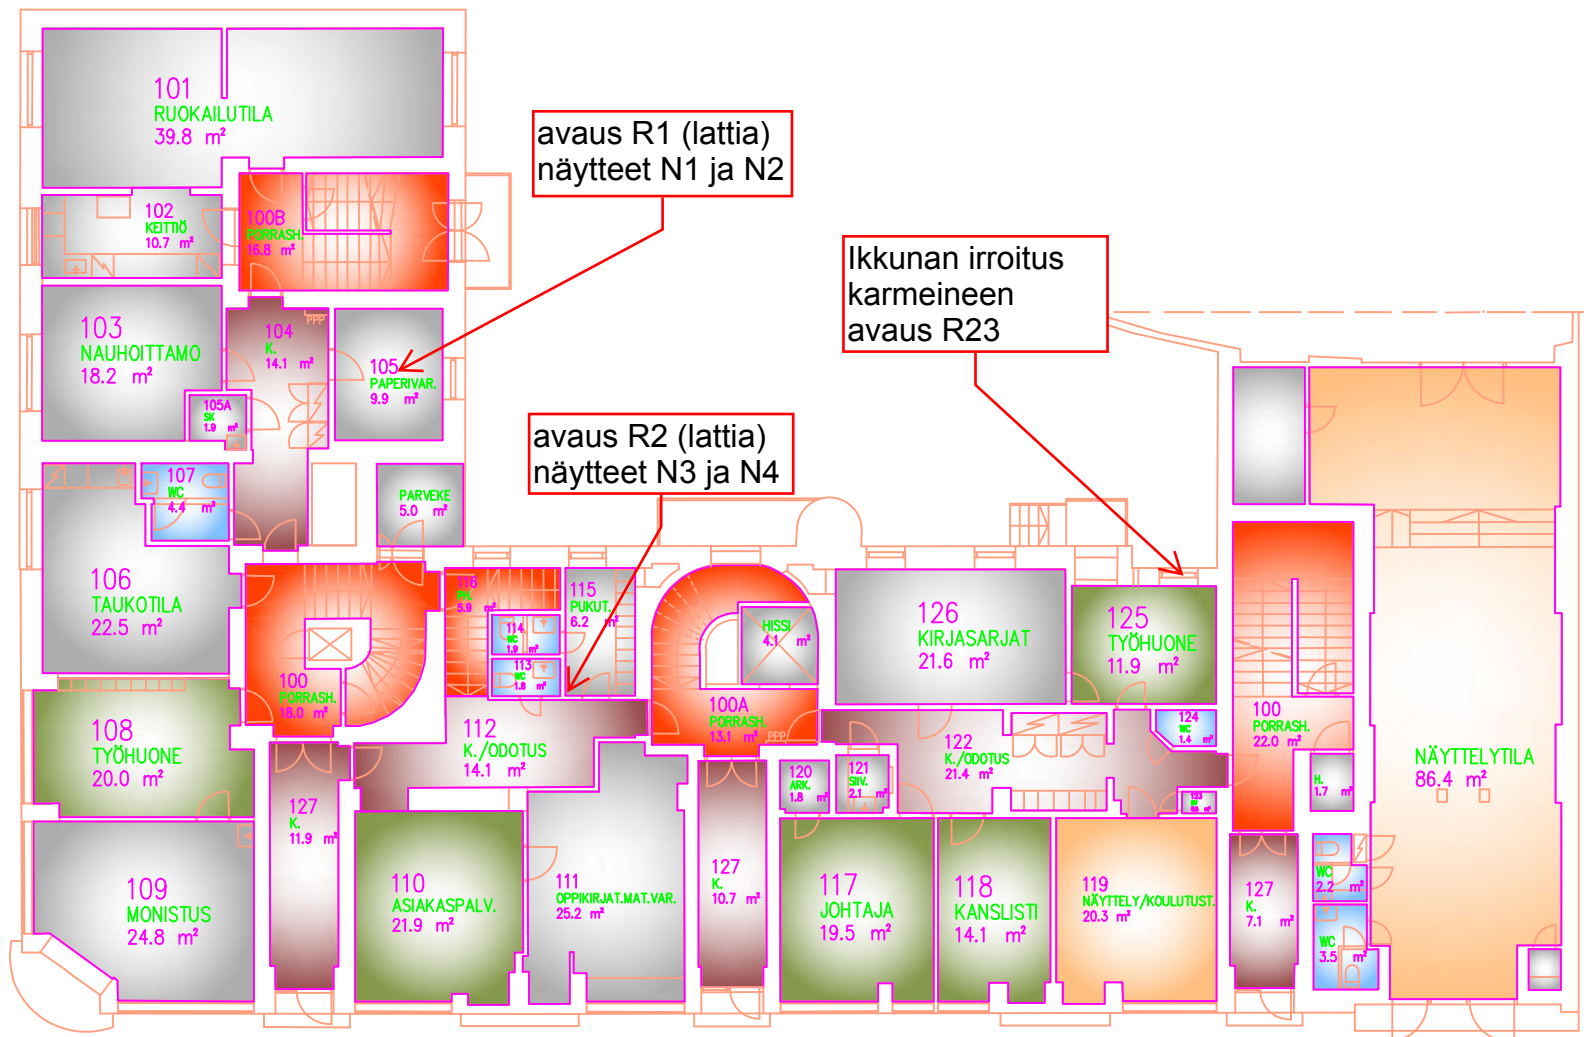 101
RUOKAILUTILA
39.8 m²
avaus R1 (lattia)
näytteet N1 ja N2
102
KEITTIÖ
10.7 m²
100B
PORRASH.
16.8 m²
Ikkunan irroitus
karmeineen
avaus R23
103
NAUHOITTAMO
18.2 m²
104
K.
14.1 m²
PPP
105
PAPERIVAR.
9.9 m²
105A
SK
1.9 m²
avaus R2 (lattia)
näytteet N3 ja N4
107
WC
4.4 m²
PARVEKE
5.0 m²
106
TAUKOTILA
22.5 m²
116
PH.
5.9 m²
115
PUKUT.
6.2 m²
114
WC
1.9 m²
113
WC
1.8 m²
HISSI
4.1 m²
126
KIRJASARJAT
21.6 m²
125
TYÖHUONE
11.9 m²
100
PORRASH.
18.0 m²
100A
PORRASH.
13.1 m²
PPP
108
TYÖHUONE
20.0 m²
112
K./ODOTUS
14.1 m²
122
K./ODOTUS
21.4 m²
124
WC
1.4 m²
100
PORRASH.
22.0 m²
NÄYTTELYTILA
86.4 m²
120
ARK.
1.8 m²
121
SIIV.
2.1 m²
123
H.
1.7 m²
127
K.
11.9 m²
109
MONISTUS
24.8 m²
110
ASIAKASPALV.
21.9 m²
111
OPPIKIRJAT.MAT.VAR.
25.2 m²
127
K.
10.7 m²
117
JOHTAJA
19.5 m²
118
KANSLISTI
14.1 m²
119
NÄYTTELY/KOULUTUST.
20.3 m²
127
K.
7.1 m²
WC
2.2 m²
WC
3.5 m²